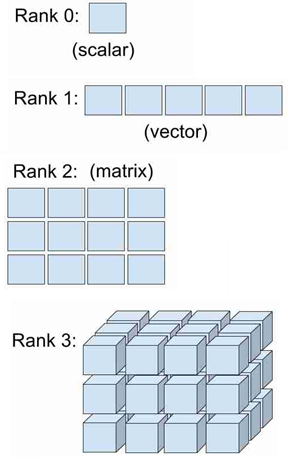 Rank 0:
(scalar)
Rank 1:
(vector)
Rank 2: (matrix)
Rank 3: